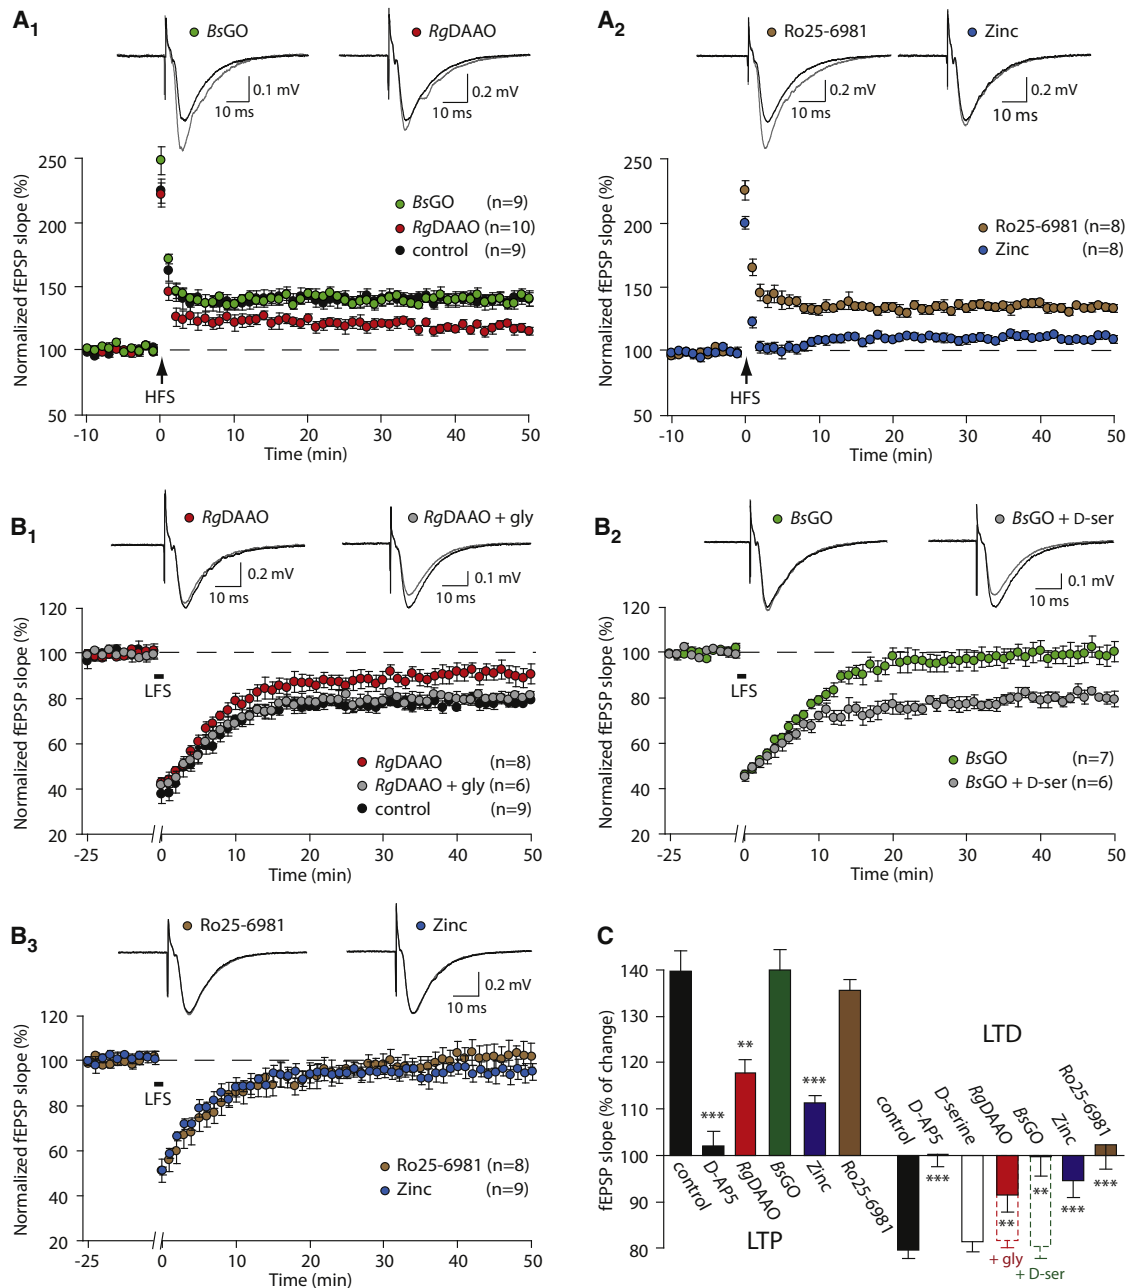 A1
BsGO
RgDAAO
0.1 mV
10 ms
0.2 mV
10 ms
Normalized fEPSP slope (%)
250
200
150
100
50
BsGO (n=9)
RgDAAO (n=10)
control (n=9)
HFS
-10 0 10 20 30 40 50
Time (min)
A2
Ro25-6981
Zinc
0.2 mV
10 ms
0.2 mV
10 ms
Normalized fEPSP slope (%)
250
200
150
100
50
Ro25-6981 (n=8)
Zinc (n=8)
HFS
-10 0 10 20 30 40 50
Time (min)
B1
RgDAAO
RgDAAO + gly
0.2 mV
10 ms
0.1 mV
10 ms
Normalized fEPSP slope (%)
120
100
80
60
40
20
LFS
RgDAAO (n=8)
RgDAAO + gly (n=6)
control (n=9)
-25 0 10 20 30 40 50
Time (min)
B2
BsGO
BsGO + D-ser
0.2 mV
10 ms
0.1 mV
10 ms
Normalized fEPSP slope (%)
120
100
80
60
40
20
LFS
BsGO (n=7)
BsGO + D-ser (n=6)
-25 0 10 20 30 40 50
Time (min)
B3
Ro25-6981
Zinc
0.2 mV
10 ms
Normalized fEPSP slope (%)
120
100
80
60
40
20
LFS
Ro25-6981 (n=8)
Zinc (n=9)
-25 0 10 20 30 40 50
Time (min)
C
fEPSP slope (% of change)
140
130
120
110
100
90
80
***
**
***
control
D-AP5
RgDAAO
BsGO
Zinc
Ro25-6981
LTP
LTD
control
D-AP5
D-serine
RgDAAO
BsGO
Zinc
Ro25-6981
***
**
**
***
***
+ gly
+ D-ser